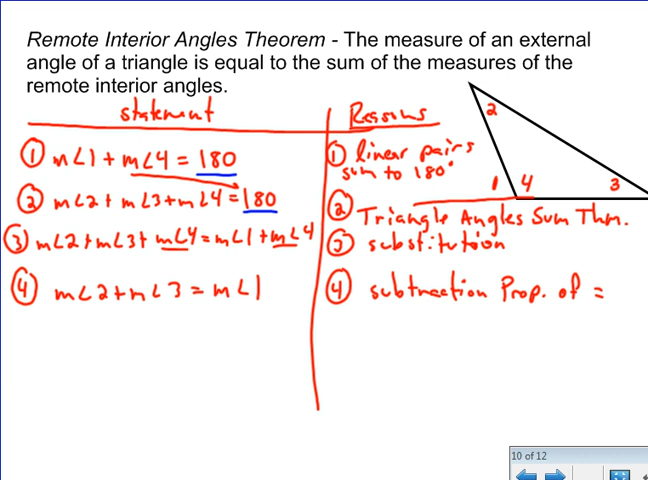 Remote Interior Angles Theorem - The measure of an external
angle of a triangle is equal to the sum of the measures of the
remote interior angles.
statement
Reasons
① m∠1 + m∠4 = 180
① linear pairs
sum to 180°
② m∠2 + m∠3 + m∠4 = 180
② Triangle Angles Sum Thm.
③ m∠2 + m∠3 + m∠4 = m∠1 + m∠4
③ substitution
④ m∠2 + m∠3 = m∠1
④ subtraction Prop. of =
2
1 4 3
10 of 12